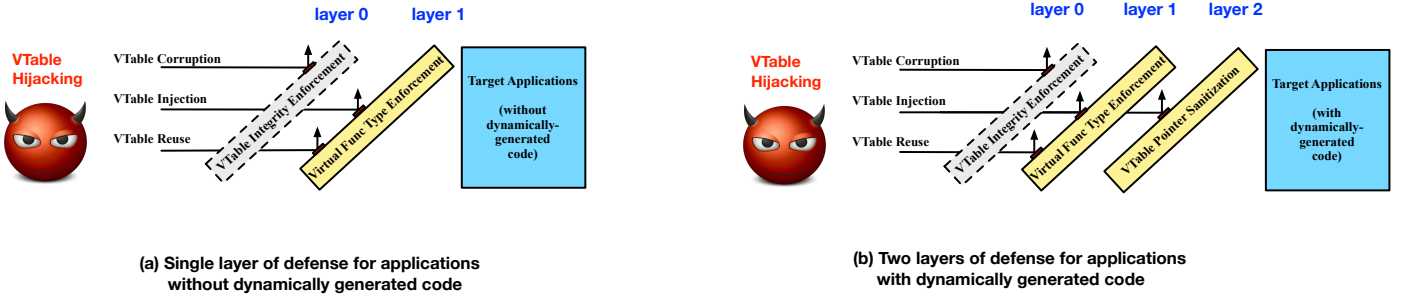 layer 0
layer 1
VTable
Hijacking
VTable Corruption
VTable Injection
VTable Reuse
VTable Integrity Enforcement
Virtual Func Type Enforcement
Target Applications
(without
dynamically-
generated
code)
(a) Single layer of defense for applications
without dynamically generated code
layer 0
layer 1
layer 2
VTable
Hijacking
VTable Corruption
VTable Injection
VTable Reuse
VTable Integrity Enforcement
Virtual Func Type Enforcement
VTable Pointer Sanitization
Target Applications
(with
dynamically-
generated
code)
(b) Two layers of defense for applications
with dynamically generated code